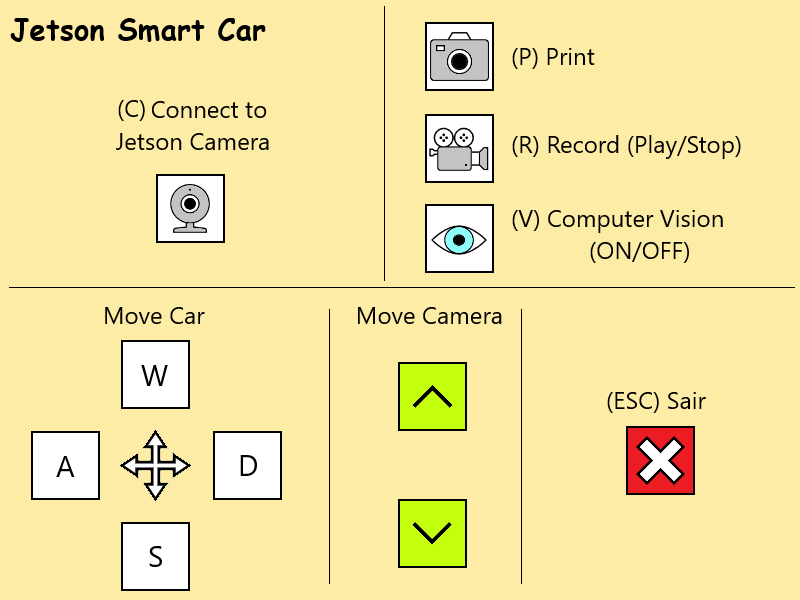 Jetson Smart Car
(C) Connect to
Jetson Camera
(P) Print
(R) Record (Play/Stop)
(V) Computer Vision
(ON/OFF)
Move Car
W
A
D
S
Move Camera
(ESC) Sair